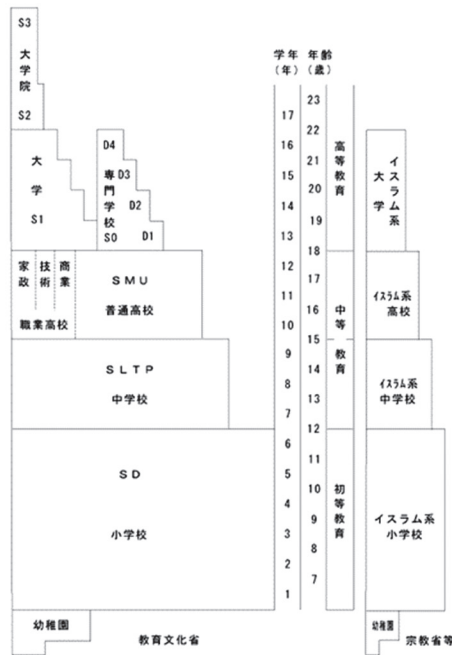 S3
大学院
S2
大学
S1
D4
専門学校
D3
D2
S0
D1
家政
技術
商業
職業高校
SMU
普通高校
SLTP
中学校
SD
小学校
幼稚園
教育文化省
学年
(年)
17
16
15
14
13
12
11
10
9
8
7
6
5
4
3
2
1
年齢
(歳)
23
22
21
20
19
18
17
16
15
14
13
12
11
10
9
8
7
高等教育
中等教育
初等教育
イスラム系
大学
イスラム系
高校
イスラム系
中学校
イスラム系
小学校
幼稚園
宗教省等